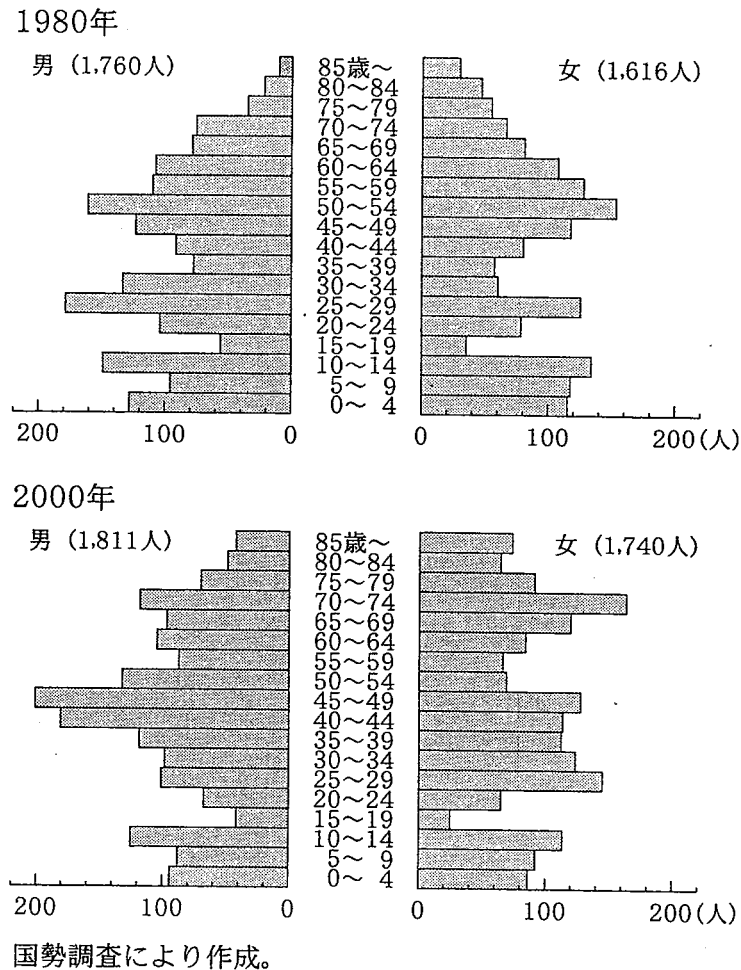 1980年
男 (1,760人)
女 (1,616人)
85歳～
80～84
75～79
70～74
65～69
60～64
55～59
50～54
45～49
40～44
35～39
30～34
25～29
20～24
15～19
10～14
5～ 9
0～ 4
200 100 0
0 100 200(人)
2000年
男 (1,811人)
女 (1,740人)
85歳～
80～84
75～79
70～74
65～69
60～64
55～59
50～54
45～49
40～44
35～39
30～34
25～29
20～24
15～19
10～14
5～ 9
0～ 4
200 100 0
0 100 200(人)
国勢調査により作成。